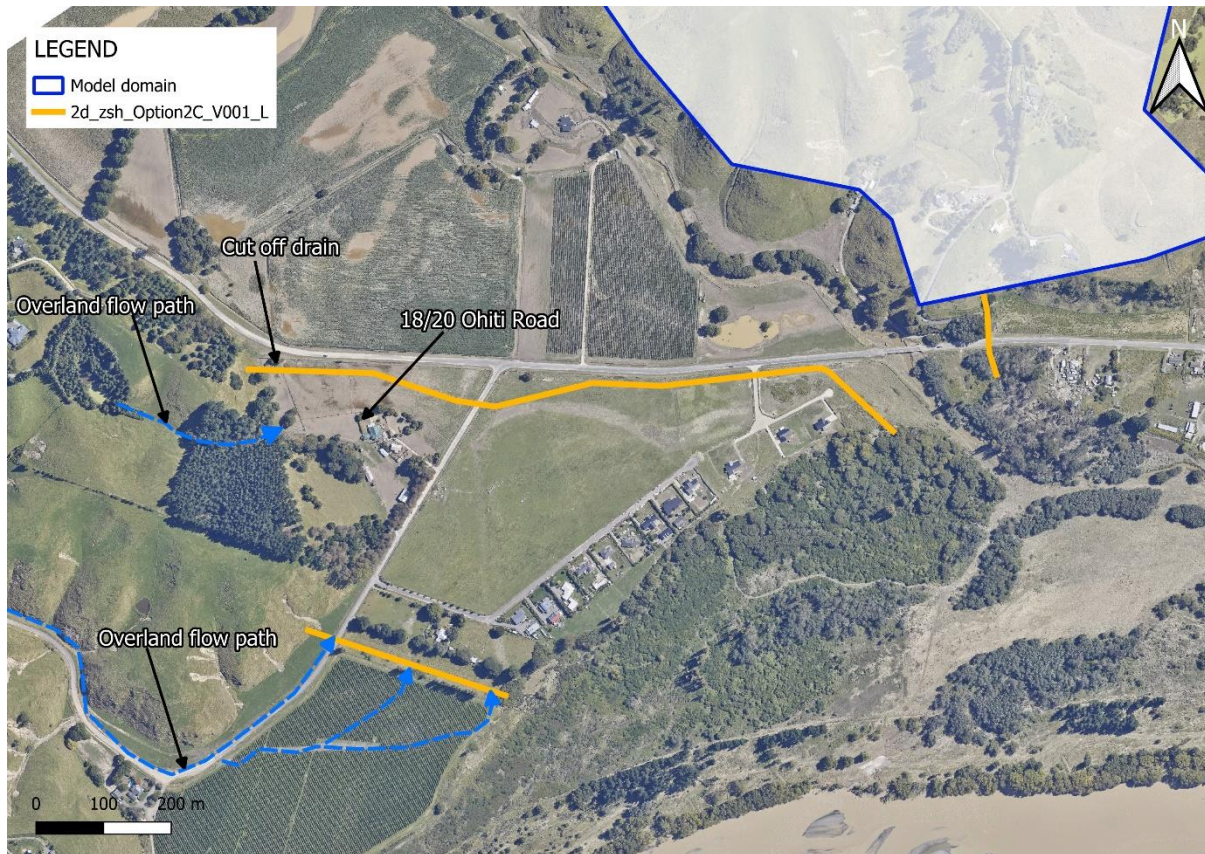 LEGEND
Model domain
2d_zsh_Option2C_V001_L
N
Cut off drain
Overland flow path
18/20 Ohiti Road
Overland flow path
0 100 200 m